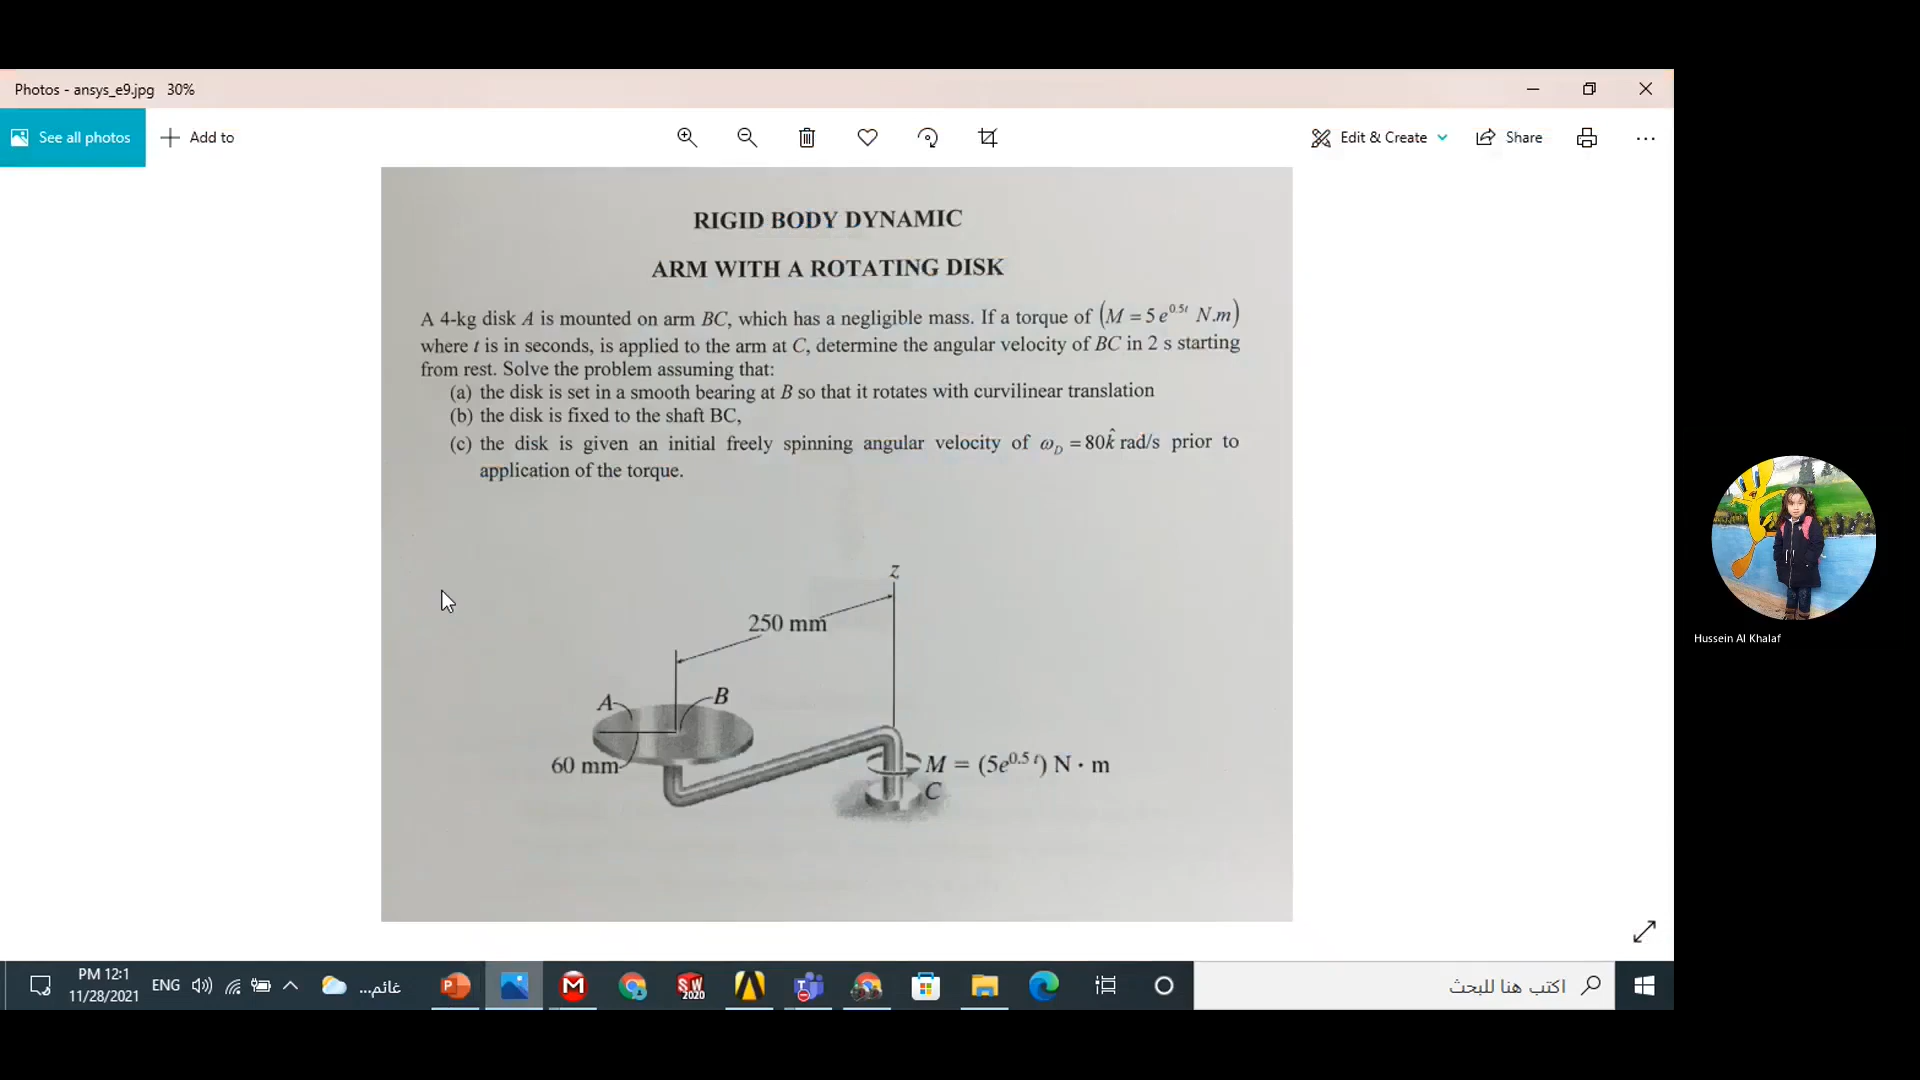 Photos - ansys_e9.jpg 30%
See all photos
Add to
Edit & Create
Share
RIGID BODY DYNAMIC
ARM WITH A ROTATING DISK
A 4-kg disk A is mounted on arm BC, which has a negligible mass. If a torque of (M = 5 e^0.5t N.m)
where t is in seconds, is applied to the arm at C, determine the angular velocity of BC in 2 s starting
from rest. Solve the problem assuming that:
(a) the disk is set in a smooth bearing at B so that it rotates with curvilinear translation
(b) the disk is fixed to the shaft BC,
(c) the disk is given an initial freely spinning angular velocity of ω_D = 80k̂ rad/s prior to
application of the torque.
z
250 mm
A
B
60 mm
M = (5e^0.5 t) N · m
C
Hussein Al Khalaf
PM 12:1
11/28/2021
ENG
غائم...
P
M
SW
2020
T
اكتب هنا للبحث